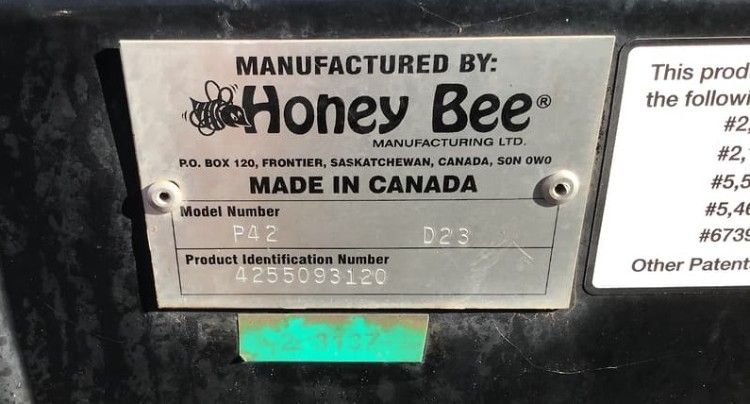 MANUFACTURED BY:
Honey Bee®
MANUFACTURING LTD.
P.O. BOX 120, FRONTIER, SASKATCHEWAN, CANADA, S0N 0W0
MADE IN CANADA
Model Number
P42 D23
Product Identification Number
4255093120
This prod
the followi
#2,
#2,
#5,5
#5,46
#6739
Other Patent